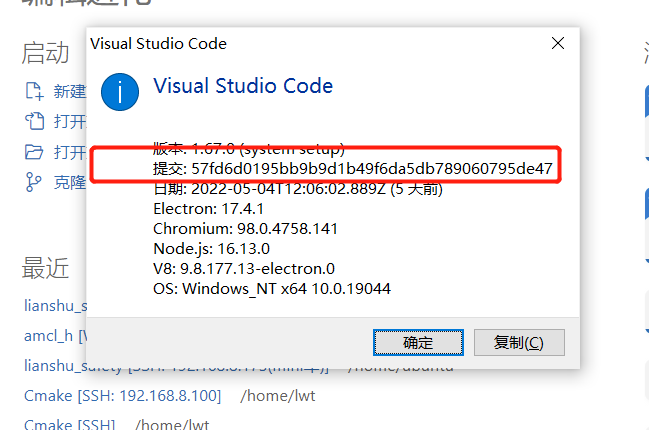 Visual Studio Code
启动
Visual Studio Code
新建
版本: 1.67.0 (system setup)
打开
提交: 57fd6d0195bb9b9d1b49f6da5db789060795de47
打开
克隆
日期: 2022-05-04T12:06:02.889Z (5 天前)
Electron: 17.4.1
Chromium: 98.0.4758.141
Node.js: 16.13.0
V8: 9.8.177.13-electron.0
最近
OS: Windows_NT x64 10.0.19044
lianshu_s
amcl_h [
确定
复制(C)
lianshu_safety [SSH: 192.168.8.175(mini车)] /home/ubuntu
Cmake [SSH: 192.168.8.100] /home/lwt
Cmake [SSH] /home/lwt